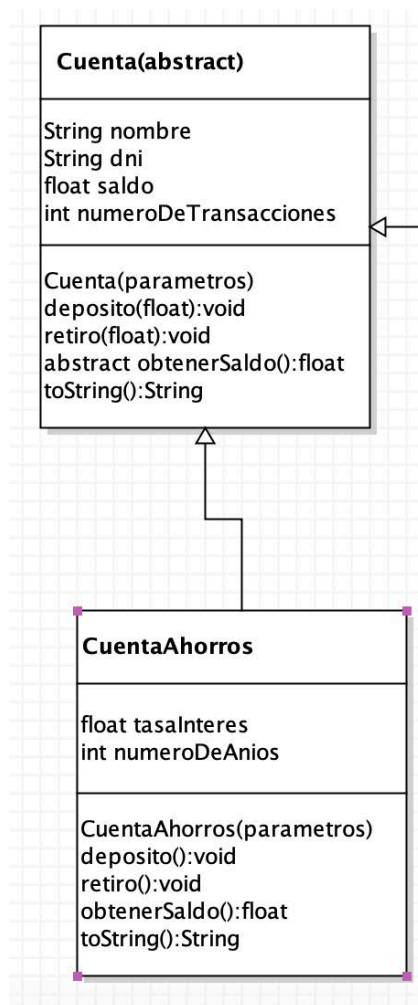 Cuenta(abstract)
String nombre
String dni
float saldo
int numeroDeTransacciones
Cuenta(parametros)
deposito(float):void
retiro(float):void
abstract obtenerSaldo():float
toString():String
CuentaAhorros
float tasaInteres
int numeroDeAnios
CuentaAhorros(parametros)
deposito():void
retiro():void
obtenerSaldo():float
toString():String